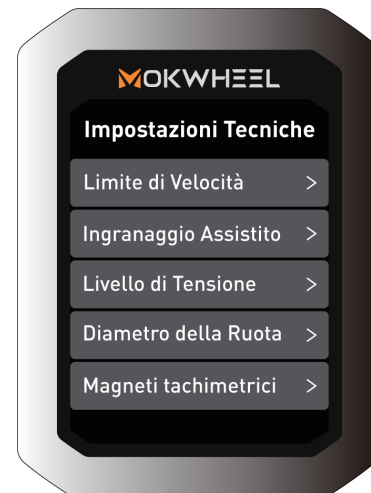 MOKWHEEL
Impostazioni Tecniche
Limite di Velocità >
Ingranaggio Assistito >
Livello di Tensione >
Diametro della Ruota >
Magneti tachimetrici >